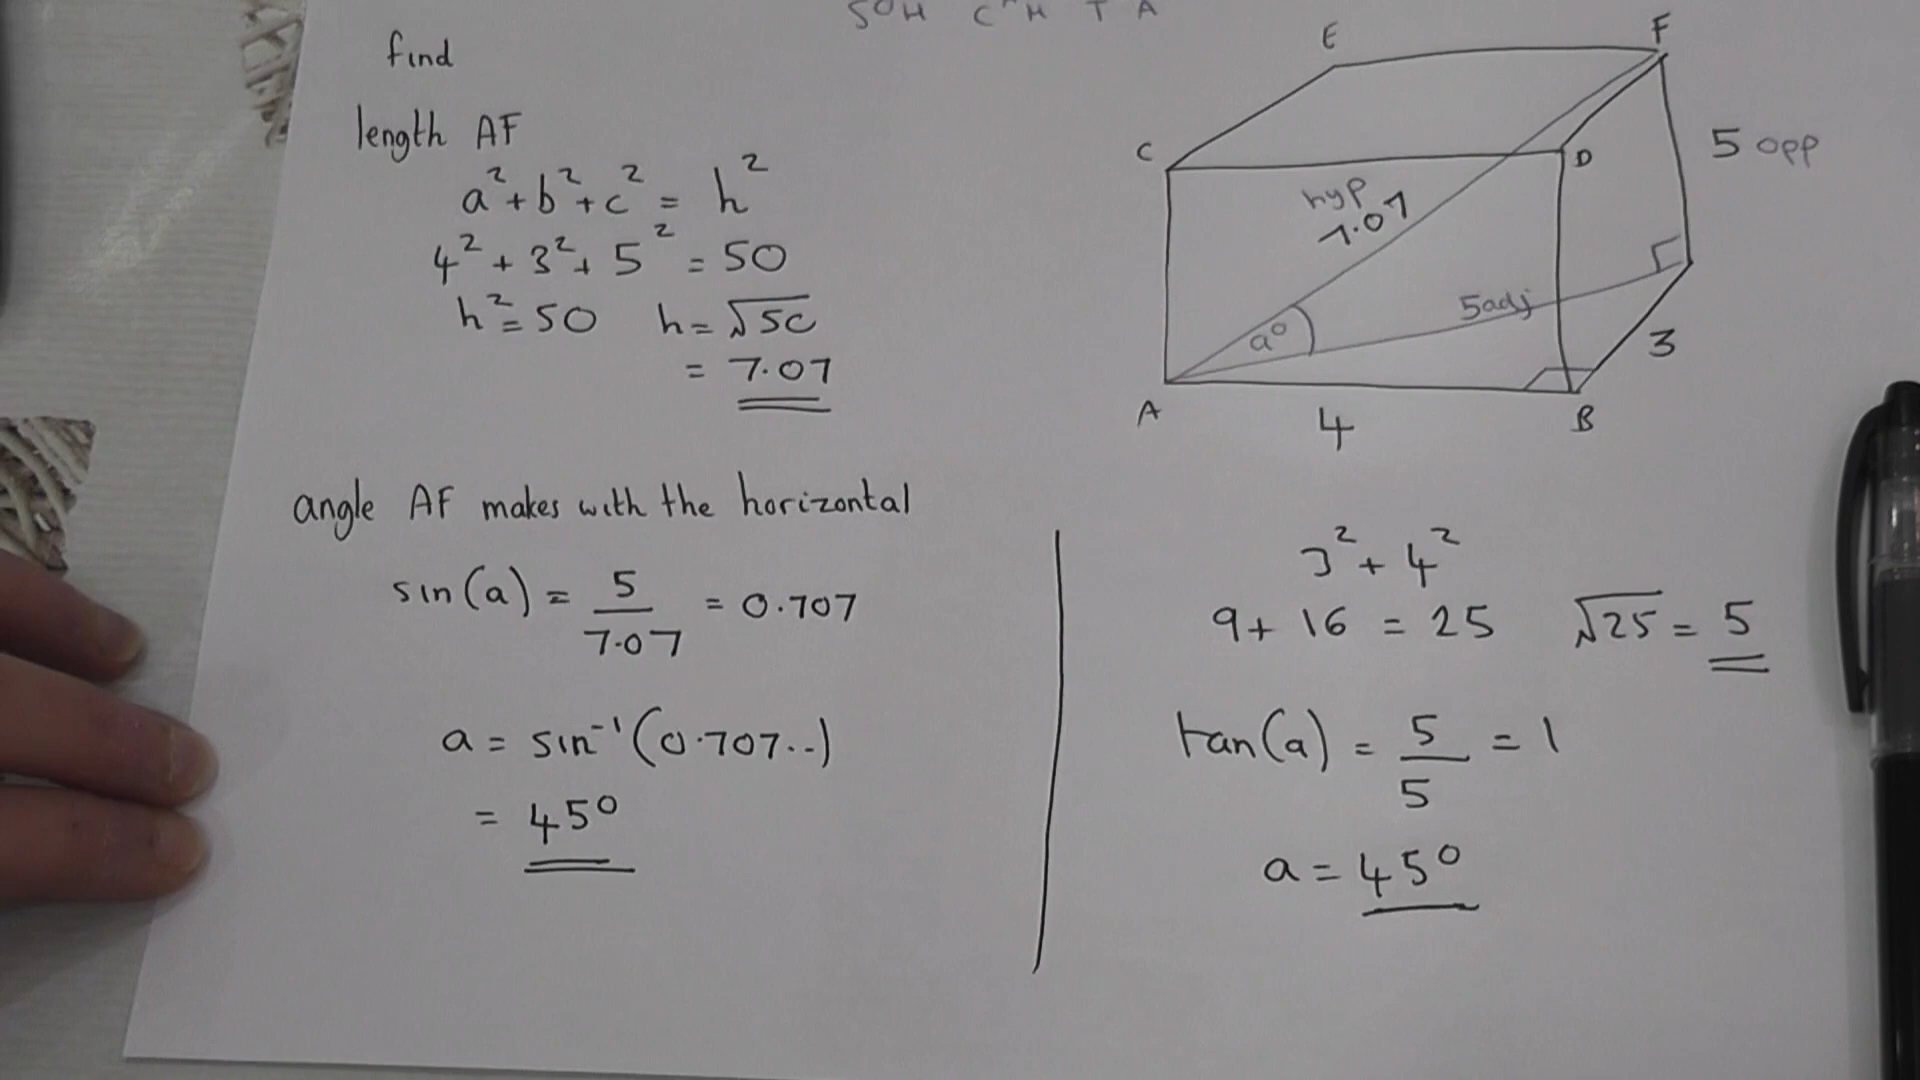 SOH CAH T A
find
length AF
a² + b² + c² = h²
4² + 3² + 5² = 50
h² = 50 h = √50
= 7.07
E
F
C
D
5 opp
hyp
7.07
5adj
a°
3
A
4
B
angle AF makes with the horizontal
sin(a) = 5/7.07 = 0.707
a = sin⁻¹(0.707..)
= 45°
3² + 4²
9 + 16 = 25 √25 = 5
tan(a) = 5/5 = 1
a = 45°